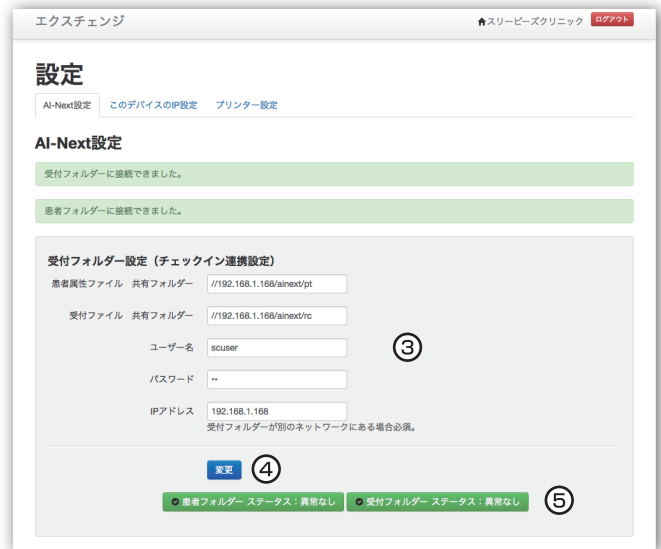 エクスチェンジ
スリーピーズクリニック ログアウト
設定
AI-Next設定 このデバイスのIP設定 プリンター設定
AI-Next設定
受付フォルダーに接続できました。
患者フォルダーに接続できました。
受付フォルダー設定（チェックイン連携設定）
患者属性ファイル 共有フォルダー //192.168.1.168/ainext/pt
受付ファイル 共有フォルダー //192.168.1.168/ainext/rc
ユーザー名 scuser
③
パスワード ••
IPアドレス 192.168.1.168
受付フォルダーが別のネットワークにある場合必須。
変更 ④
患者フォルダー ステータス：異常なし 受付フォルダー ステータス：異常なし ⑤